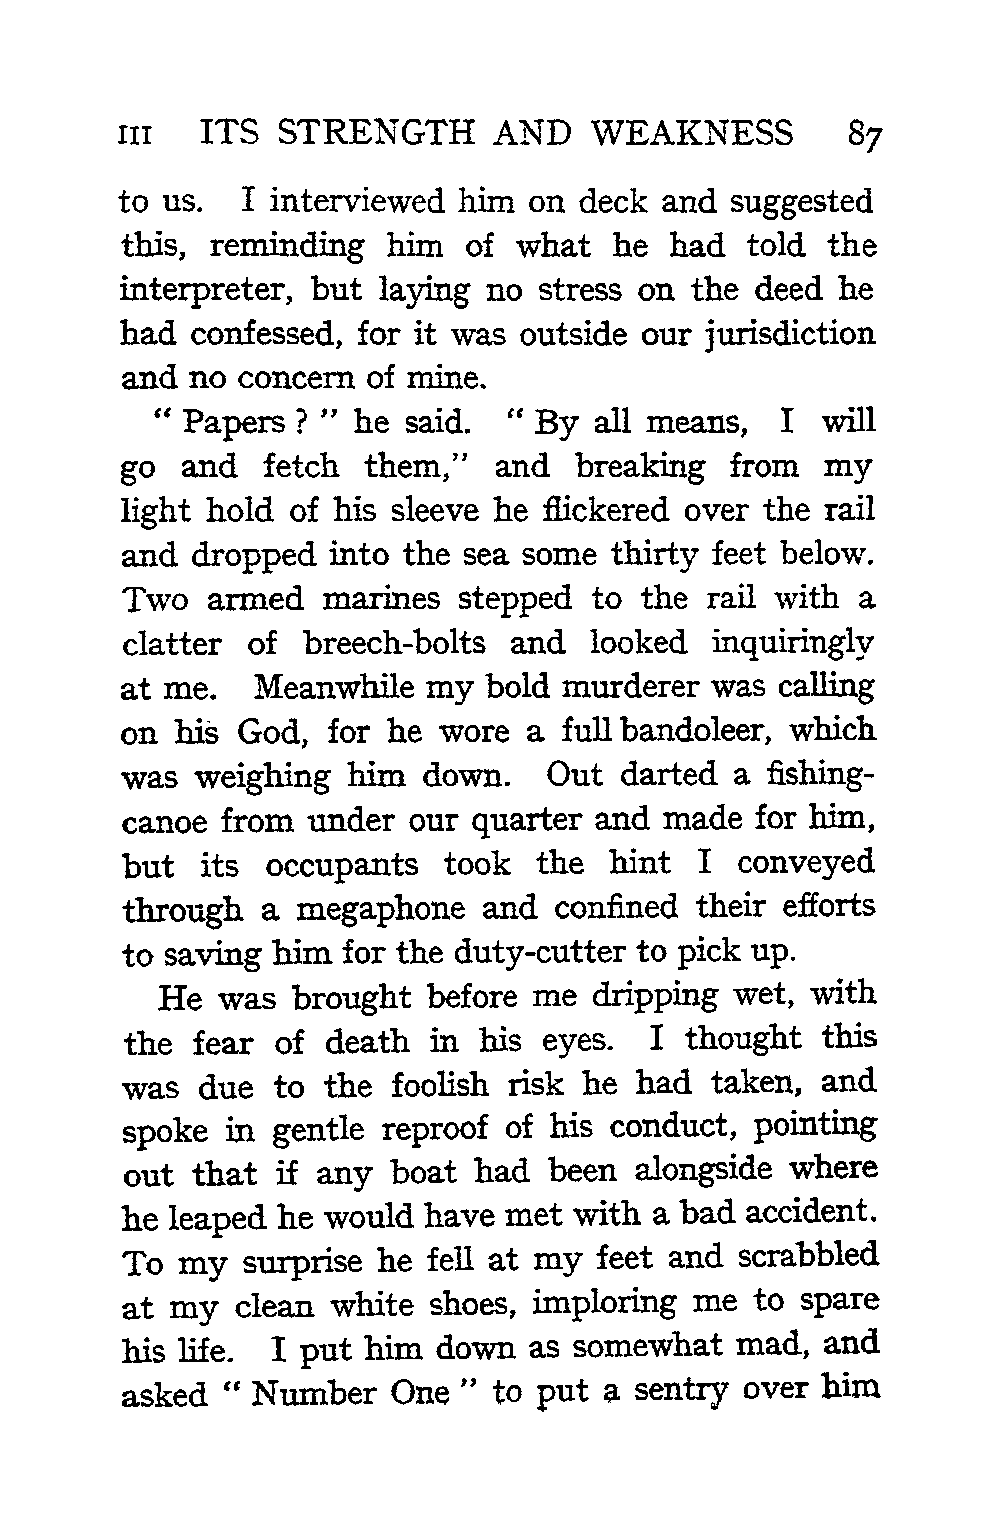 III ITS STRENGTH AND WEAKNESS 87
to us. I interviewed him on deck and suggested
this, reminding him of what he had told the
interpreter, but laying no stress on the deed he
had confessed, for it was outside our jurisdiction
and no concern of mine.
“ Papers ? ” he said. “ By all means, I will
go and fetch them,” and breaking from my
light hold of his sleeve he flickered over the rail
and dropped into the sea some thirty feet below.
Two armed marines stepped to the rail with a
clatter of breech-bolts and looked inquiringly
at me. Meanwhile my bold murderer was calling
on his God, for he wore a full bandoleer, which
was weighing him down. Out darted a fishing-
canoe from under our quarter and made for him,
but its occupants took the hint I conveyed
through a megaphone and confined their efforts
to saving him for the duty-cutter to pick up.
He was brought before me dripping wet, with
the fear of death in his eyes. I thought this
was due to the foolish risk he had taken, and
spoke in gentle reproof of his conduct, pointing
out that if any boat had been alongside where
he leaped he would have met with a bad accident.
To my surprise he fell at my feet and scrabbled
at my clean white shoes, imploring me to spare
his life. I put him down as somewhat mad, and
asked “ Number One ” to put a sentry over him